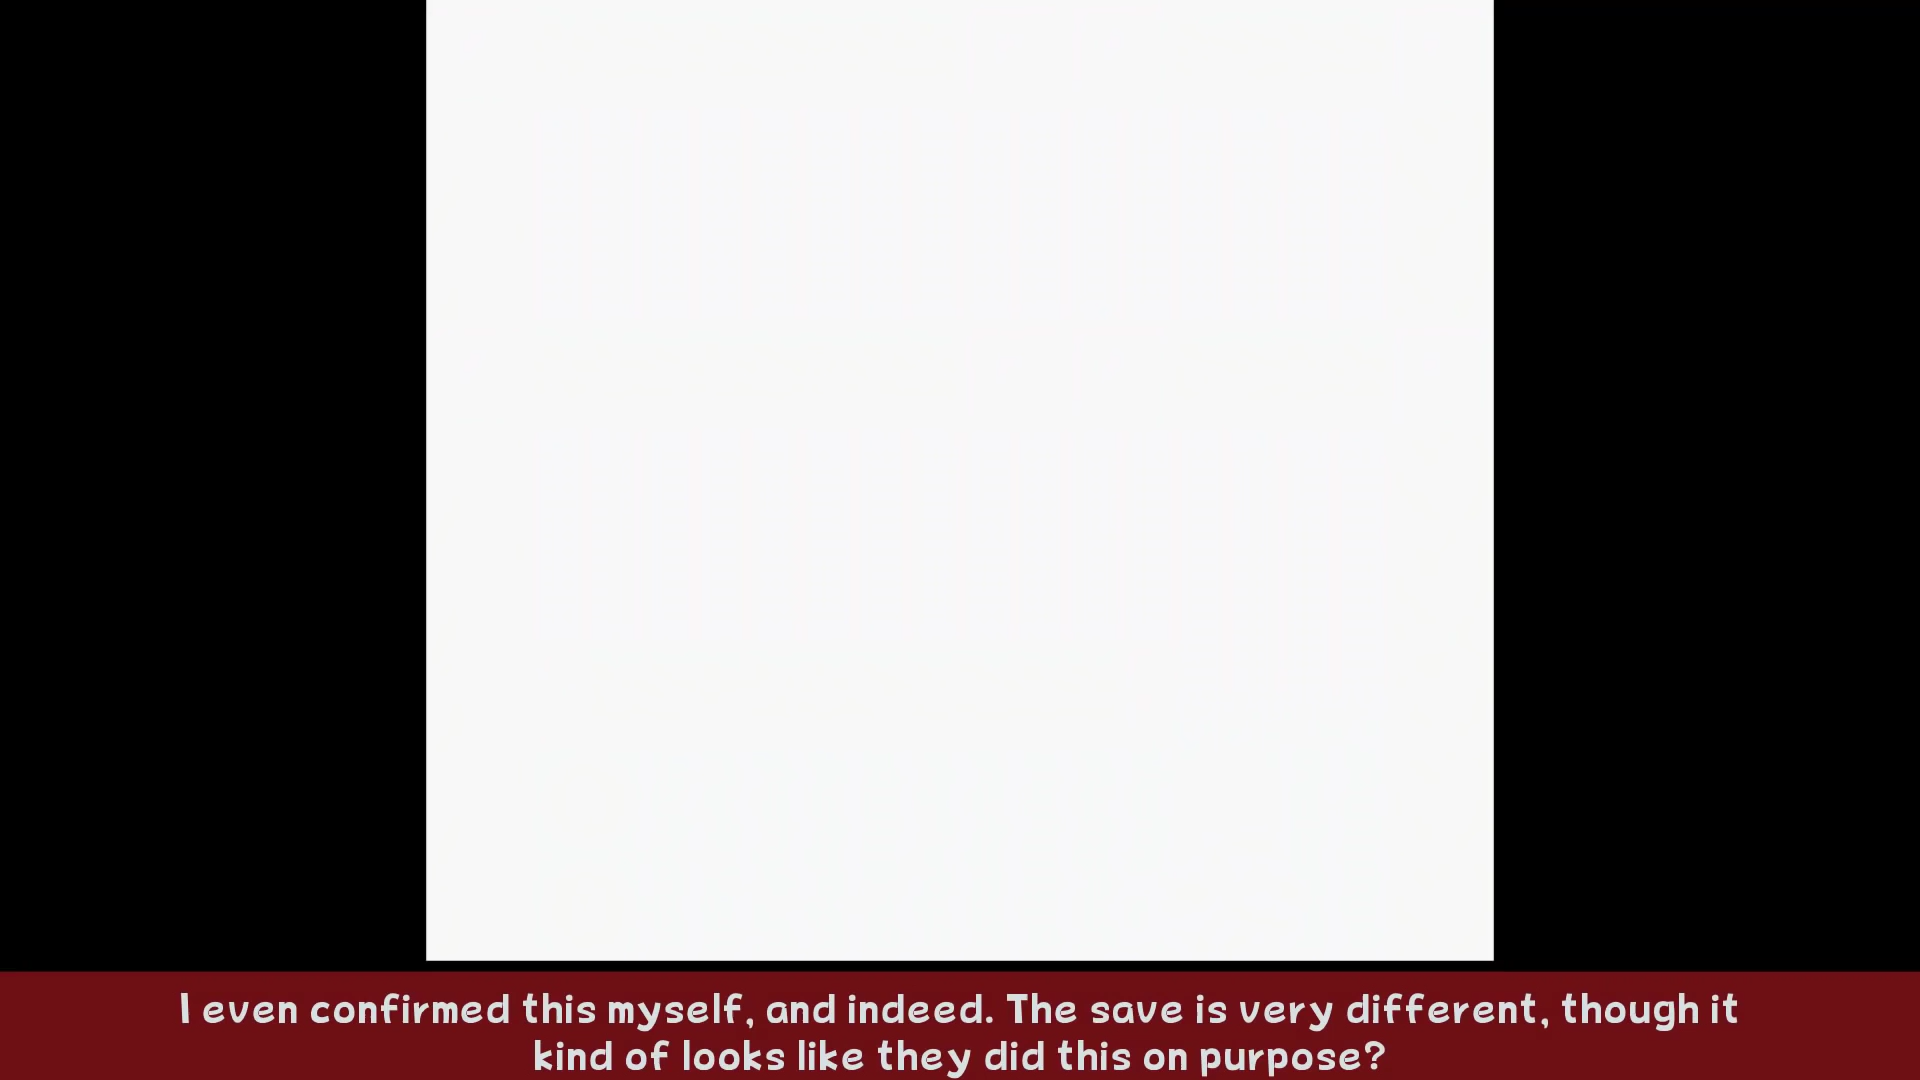 I even confirmed this myself, and indeed. The save is very different, though it
kind of looks like they did this on purpose?